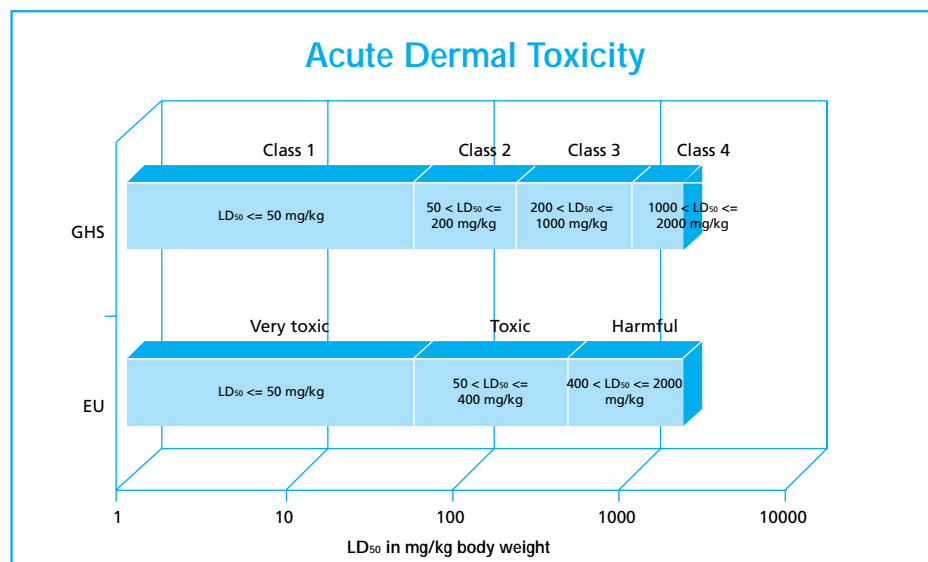 Acute Dermal Toxicity
Class 1
Class 2
Class 3
Class 4
GHS
LD₅₀ <= 50 mg/kg
50 < LD₅₀ <=
200 mg/kg
200 < LD₅₀ <=
1000 mg/kg
1000 < LD₅₀ <=
2000 mg/kg
Very toxic
Toxic
Harmful
EU
LD₅₀ <= 50 mg/kg
50 < LD₅₀ <=
400 mg/kg
400 < LD₅₀ <= 2000
mg/kg
1 10 100 1000 10000
LD₅₀ in mg/kg body weight